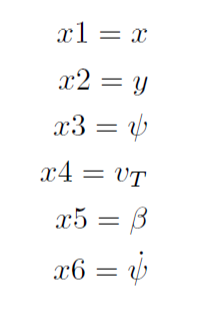 x1 = x
x2 = y
x3 = ψ
x4 = v_T
x5 = β
x6 = ψ̇